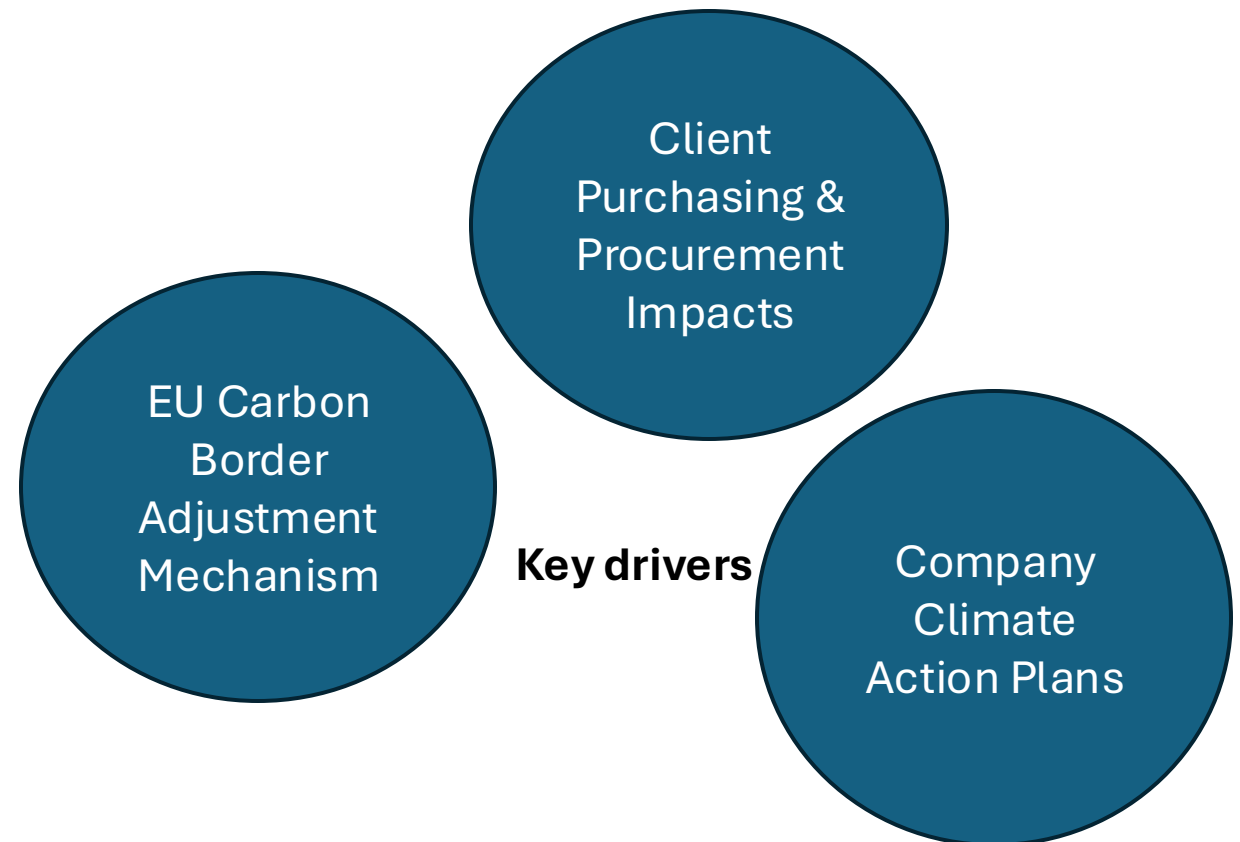 Client
Purchasing &
Procurement
Impacts
EU Carbon
Border
Adjustment
Mechanism
Key drivers
Company
Climate
Action Plans